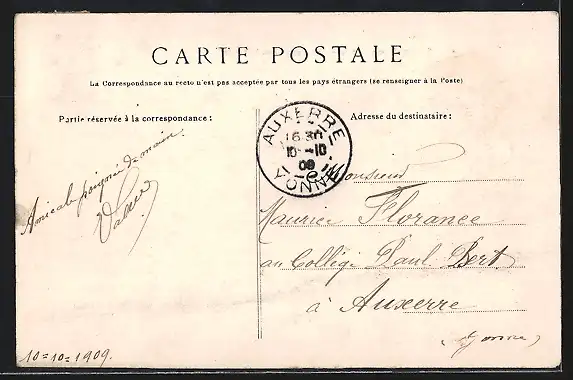 CARTE POSTALE
La Correspondance au recto n'est pas acceptée par tous les pays étrangers (se renseigner à la Poste)
Partie réservée à la correspondance :
Adresse du destinataire :
AUXERRE
16 30
10 -10
09
YONNE
Amicale poignée de main.
10=10=1909.
Monsieur
Maurice Florance
au Collège Paul Bert
à Auxerre
(Yonne)